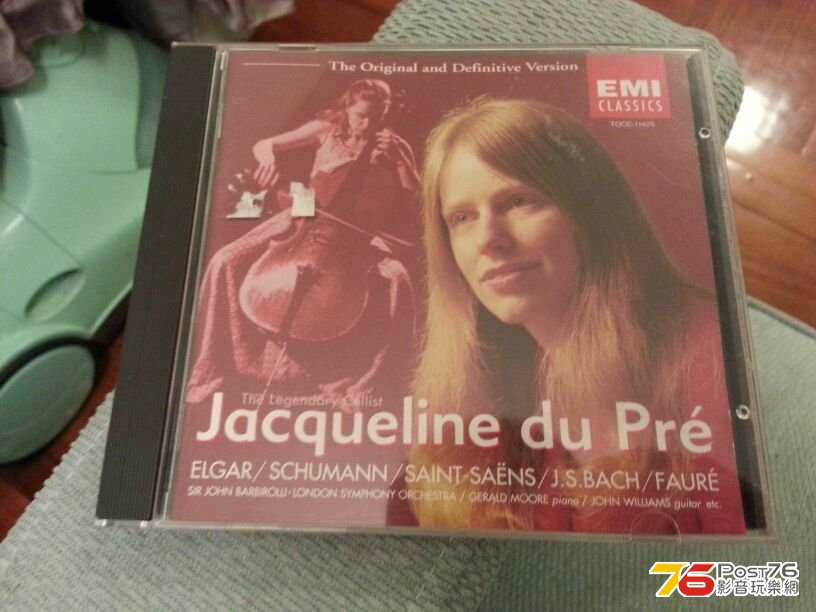 The Original and Definitive Version
EMI
CLASSICS
TOCE-11425
The Legendary Cellist
Jacqueline du Pré
ELGAR/SCHUMANN/SAINT-SAËNS/J.S.BACH/FAURÉ
SIR JOHN BARBIROLLI・LONDON SYMPHONY ORCHESTRA / GERALD MOORE piano / JOHN WILLIAMS guitar etc.
76 POST76
影音玩樂網